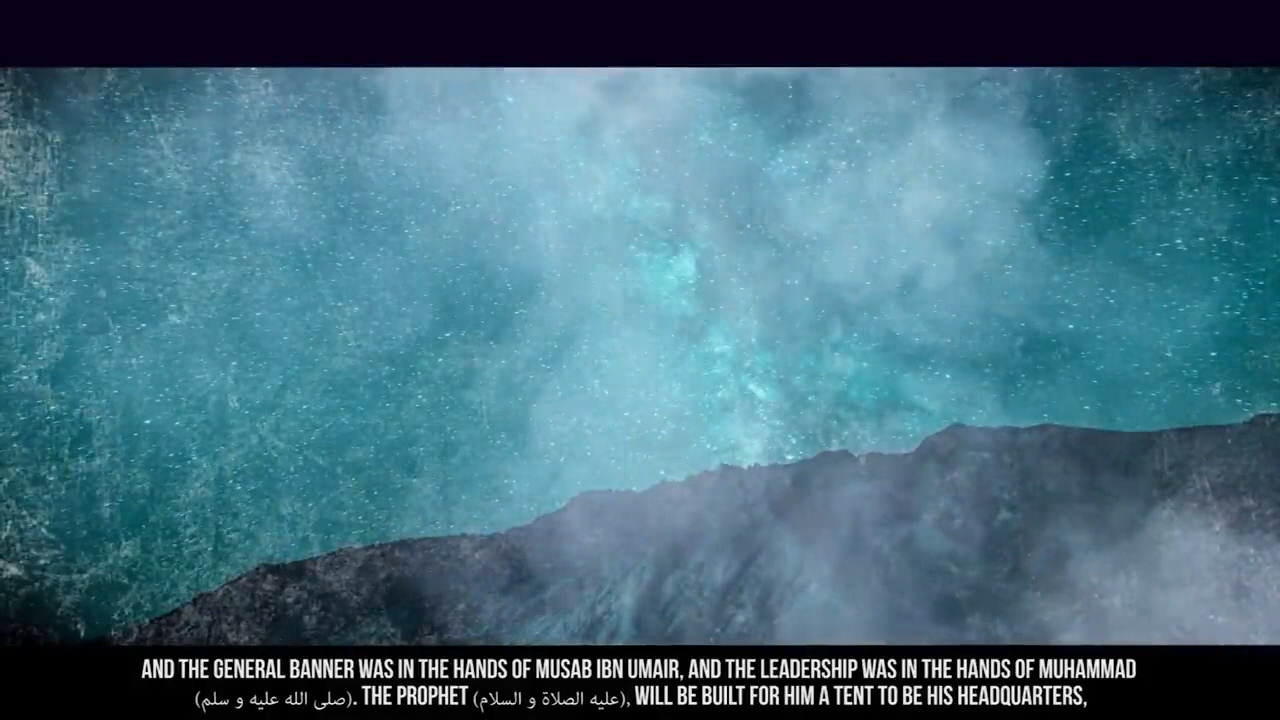 AND THE GENERAL BANNER WAS IN THE HANDS OF MUSAB IBN UMAIR, AND THE LEADERSHIP WAS IN THE HANDS OF MUHAMMAD
(صلى الله عليه و سلم). THE PROPHET (عليه الصلاة و السلام), WILL BE BUILT FOR HIM A TENT TO BE HIS HEADQUARTERS,